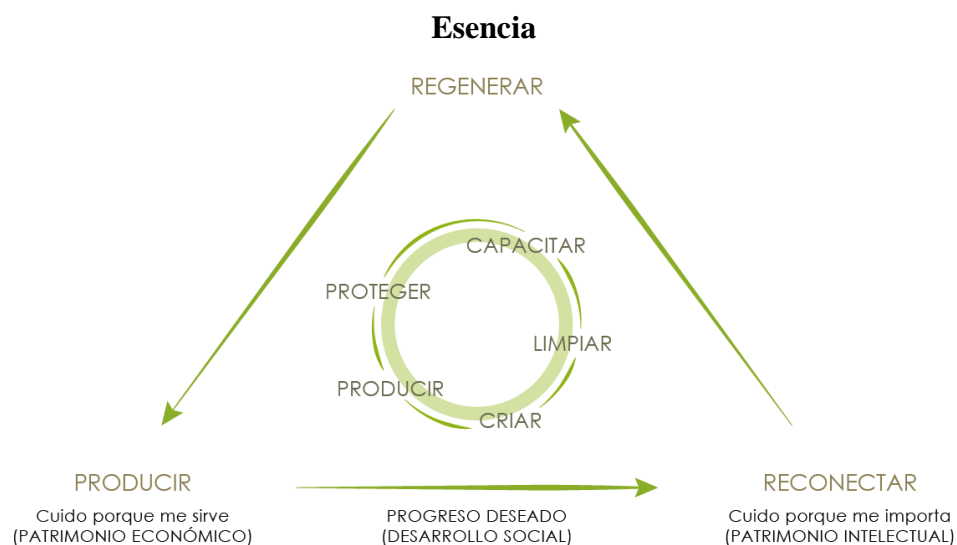 Esencia
REGENERAR
CAPACITAR
PROTEGER
LIMPIAR
PRODUCIR
CRIAR
PRODUCIR
Cuido porque me sirve
(PATRIMONIO ECONÓMICO)
PROGRESO DESEADO
(DESARROLLO SOCIAL)
RECONECTAR
Cuido porque me importa
(PATRIMONIO INTELECTUAL)